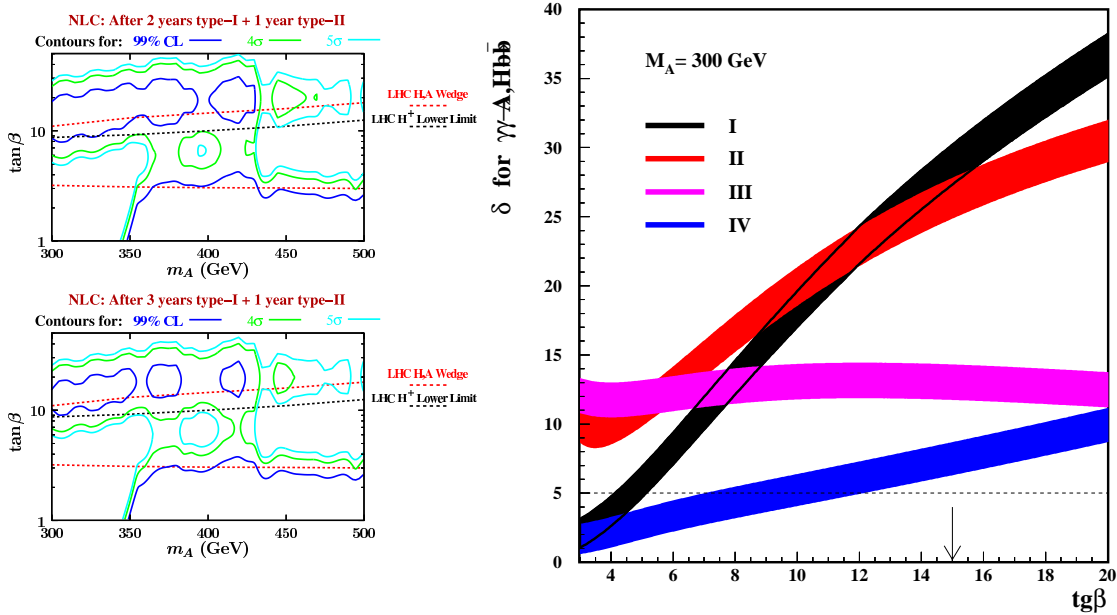 NLC: After 2 years type−I + 1 year type−II
Contours for: 99% CL 4σ 5σ
10
1
tanβ
300 350 400 450 500
m_A (GeV)
LHC H,A Wedge
LHC H⁺ Lower Limit
NLC: After 3 years type−I + 1 year type−II
Contours for: 99% CL 4σ 5σ
10
1
tanβ
300 350 400 450 500
m_A (GeV)
LHC H,A Wedge
LHC H⁺ Lower Limit
δ for γγ→A,H→bb̄
40
35
30
25
20
15
10
5
0
M_A = 300 GeV
I
II
III
IV
4 6 8 10 12 14 16 18 20
tgβ